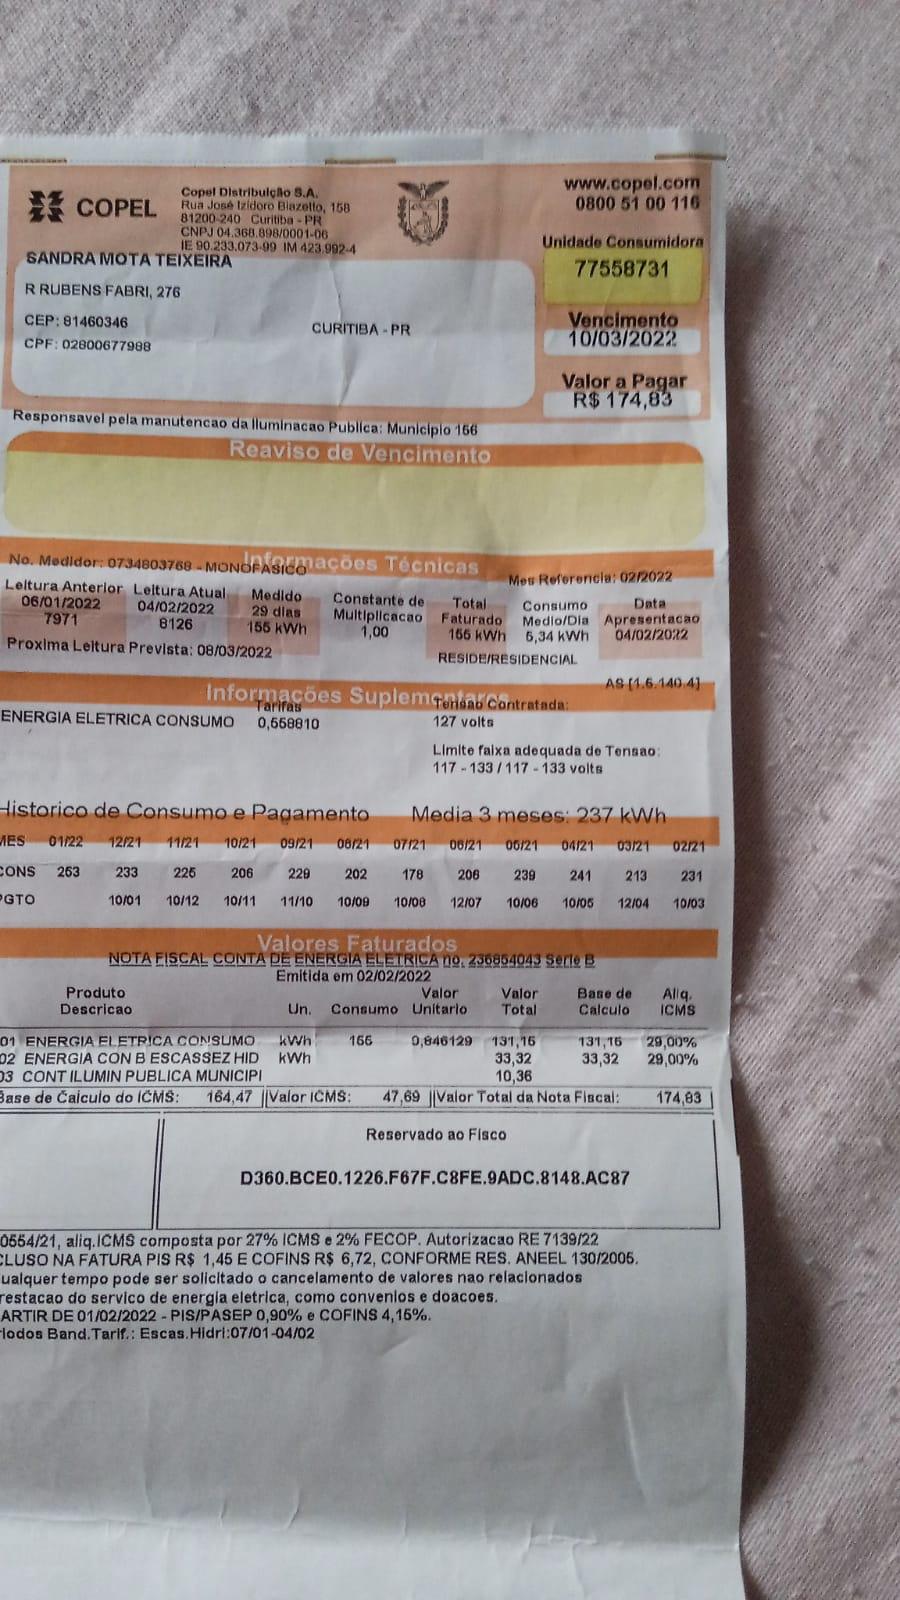 COPEL
Copel Distribuição S.A.
Rua José Izidoro Biazetto, 158
81200-240 Curitiba - PR
CNPJ 04.368.898/0001-06
IE 90.233.073-99 IM 423.992-4
www.copel.com
0800 51 00 116
Unidade Consumidora
77558731
SANDRA MOTA TEIXEIRA
R RUBENS FABRI, 276
CEP: 81460346 CURITIBA - PR
CPF: 02800677988
Vencimento
10/03/2022
Valor a Pagar
R$ 174,83
Responsavel pela manutencao da Iluminacao Publica: Municipio 156
Reaviso de Vencimento
Informações Técnicas
No. Medidor: 0734803768 - MONOFASICO Mes Referencia: 02/2022
Leitura Anterior Leitura Atual Medido Constante de Total Consumo Data
06/01/2022 04/02/2022 29 dias Multiplicacao Faturado Medio/Dia Apresentacao
7971 8126 155 kWh 1,00 155 kWh 5,34 kWh 04/02/2022
Proxima Leitura Prevista: 08/03/2022 RESIDE/RESIDENCIAL
AS [1.6.140.4]
Informações Suplementares
Tarifas Tensao Contratada:
ENERGIA ELETRICA CONSUMO 0,558810 127 volts
Limite faixa adequada de Tensao:
117 - 133 / 117 - 133 volts
Historico de Consumo e Pagamento Media 3 meses: 237 kWh
MES 01/22 12/21 11/21 10/21 09/21 08/21 07/21 06/21 05/21 04/21 03/21 02/21
CONS 253 233 225 206 229 202 178 206 239 241 213 231
PGTO 10/01 10/12 10/11 11/10 10/09 10/08 12/07 10/06 10/05 12/04 10/03
Valores Faturados
NOTA FISCAL CONTA DE ENERGIA ELETRICA no. 236854043 Serie B
Emitida em 02/02/2022
Produto Valor Valor Base de Aliq.
Descricao Un. Consumo Unitario Total Calculo ICMS
01 ENERGIA ELETRICA CONSUMO kWh 155 0,846129 131,15 131,15 29,00%
02 ENERGIA CON B ESCASSEZ HID kWh 33,32 33,32 29,00%
03 CONT ILUMIN PUBLICA MUNICIPI 10,36
Base de Calculo do ICMS: 164,47 Valor ICMS: 47,69 Valor Total da Nota Fiscal: 174,83
Reservado ao Fisco
D360.BCE0.1226.F67F.C8FE.9ADC.8148.AC87
0554/21, aliq.ICMS composta por 27% ICMS e 2% FECOP. Autorizacao RE 7139/22
CLUSO NA FATURA PIS R$ 1,45 E COFINS R$ 6,72, CONFORME RES. ANEEL 130/2005.
ualquer tempo pode ser solicitado o cancelamento de valores nao relacionados
restacao do servico de energia eletrica, como convenios e doacoes.
ARTIR DE 01/02/2022 - PIS/PASEP 0,90% e COFINS 4,15%.
riodos Band.Tarif.: Escas.Hidri:07/01-04/02